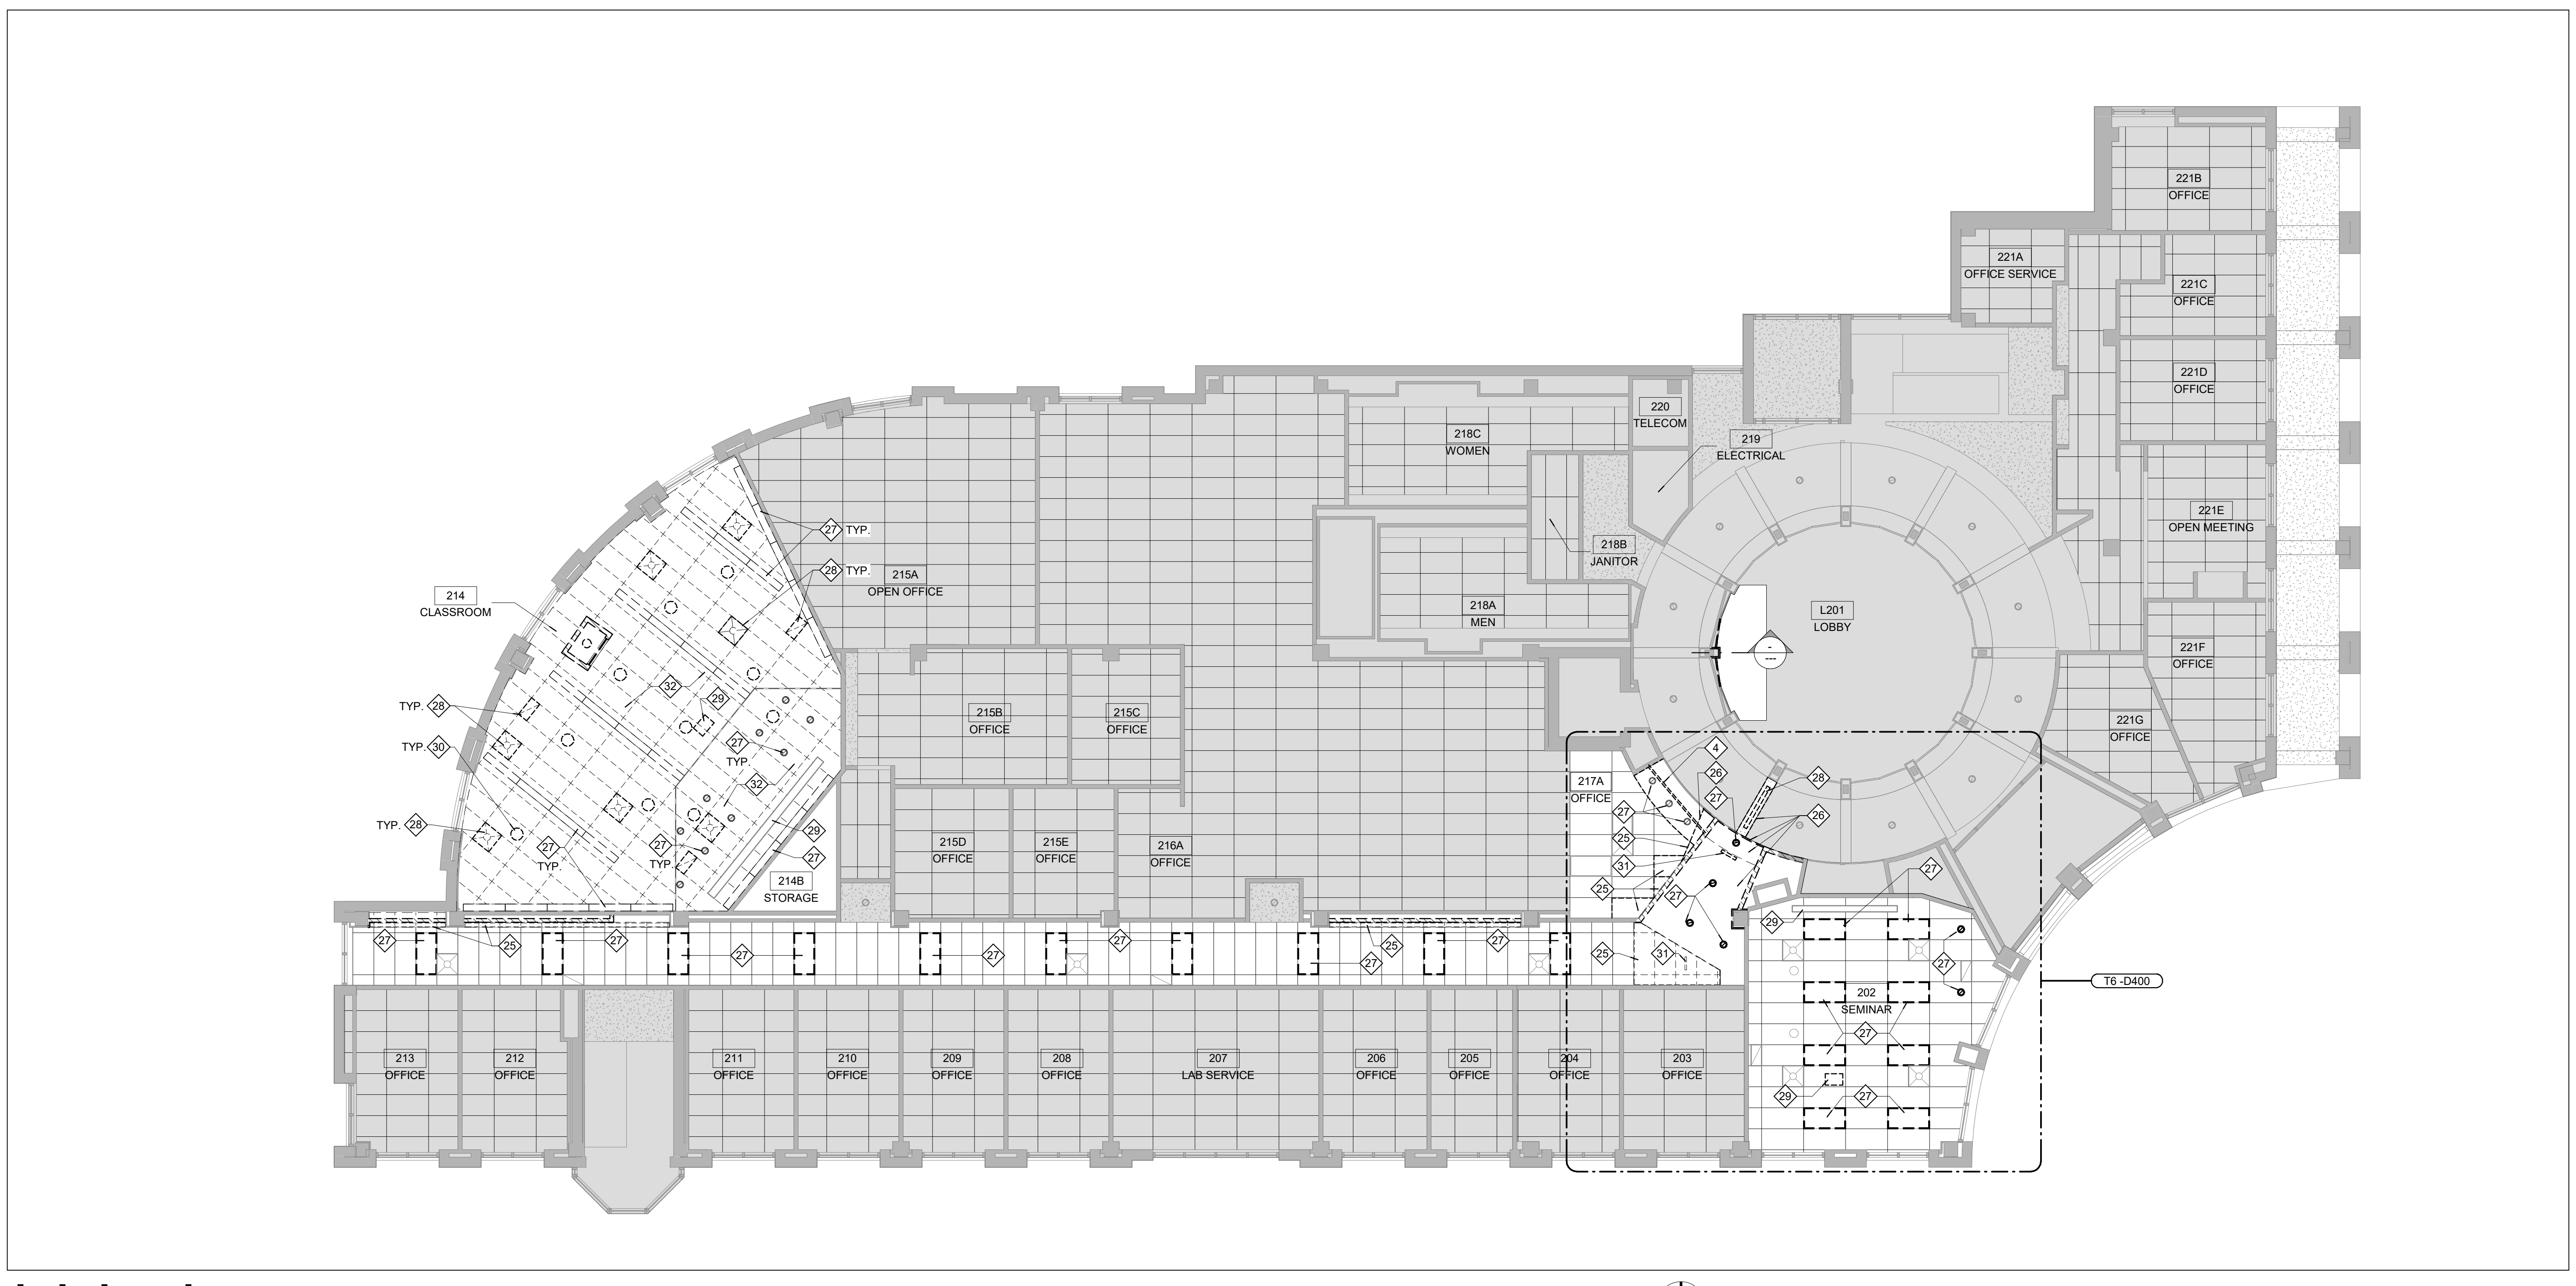 221B
OFFICE
221A
OFFICE SERVICE
221C
OFFICE
221D
OFFICE
220
TELECOM
218C
WOMEN
219
ELECTRICAL
221E
OPEN MEETING
27 TYP.
218B
JANITOR
28 TYP.
215A
OPEN OFFICE
214
CLASSROOM
218A
MEN
L201
LOBBY
-
---
221F
OFFICE
32
29
TYP. 28
215B
OFFICE
215C
OFFICE
221G
OFFICE
27
TYP.
TYP. 30
4
26
28
217A
OFFICE
32
27
27
26
TYP. 28
29
25
27
TYP.
27
TYP.
27
215D
OFFICE
215E
OFFICE
216A
OFFICE
31
27
214B
STORAGE
25
27
29
27
25
27
27
27
27
25
27
27
25
31
27
T6 -D400
202
SEMINAR
27
213
OFFICE
212
OFFICE
211
OFFICE
210
OFFICE
209
OFFICE
208
OFFICE
207
LAB SERVICE
206
OFFICE
205
OFFICE
204
OFFICE
203
OFFICE
29
27